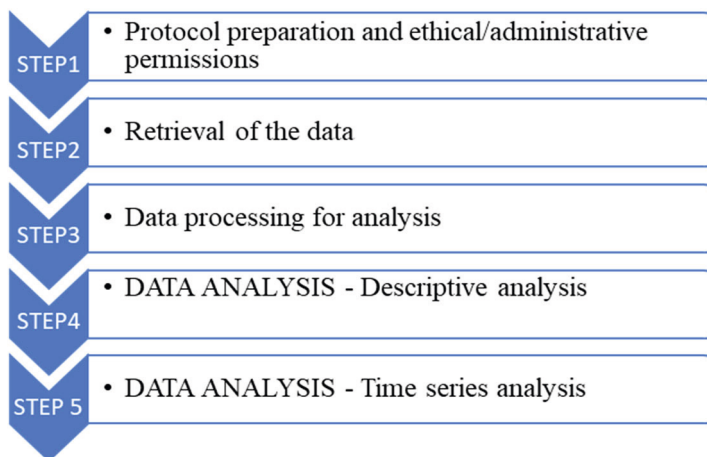 STEP1
• Protocol preparation and ethical/administrative
permissions
STEP2
• Retrieval of the data
STEP3
• Data processing for analysis
STEP4
• DATA ANALYSIS - Descriptive analysis
STEP 5
• DATA ANALYSIS - Time series analysis